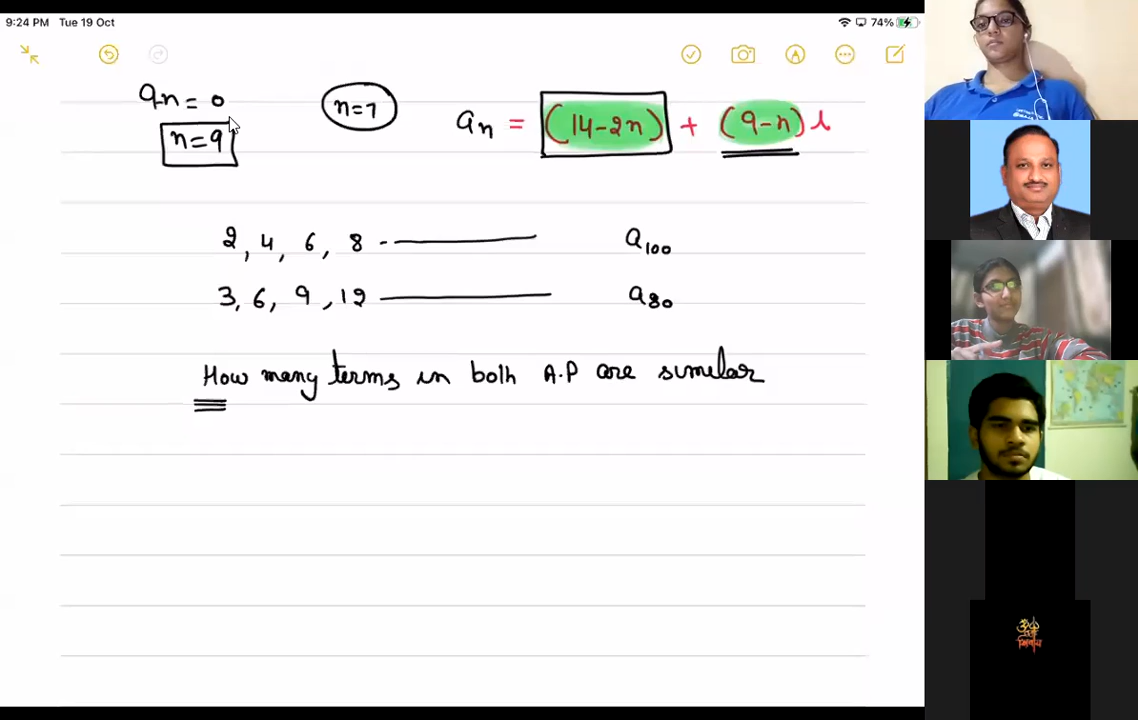 9:24 PM Tue 19 Oct
74%
an = 0
n=7
an = (14-2n) + (9-n) i
n=9
2, 4, 6, 8 ------- a100
3, 6, 9, 12 ------- a80
How many terms in both A.P are similar
ॐ